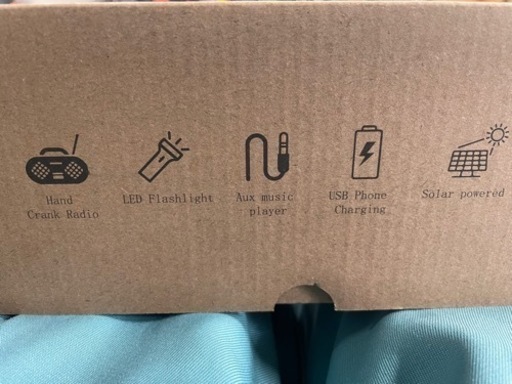 Hand
Crank Radio
LED Flashlight
Aux music
player
USB Phone
Charging
Solar powered